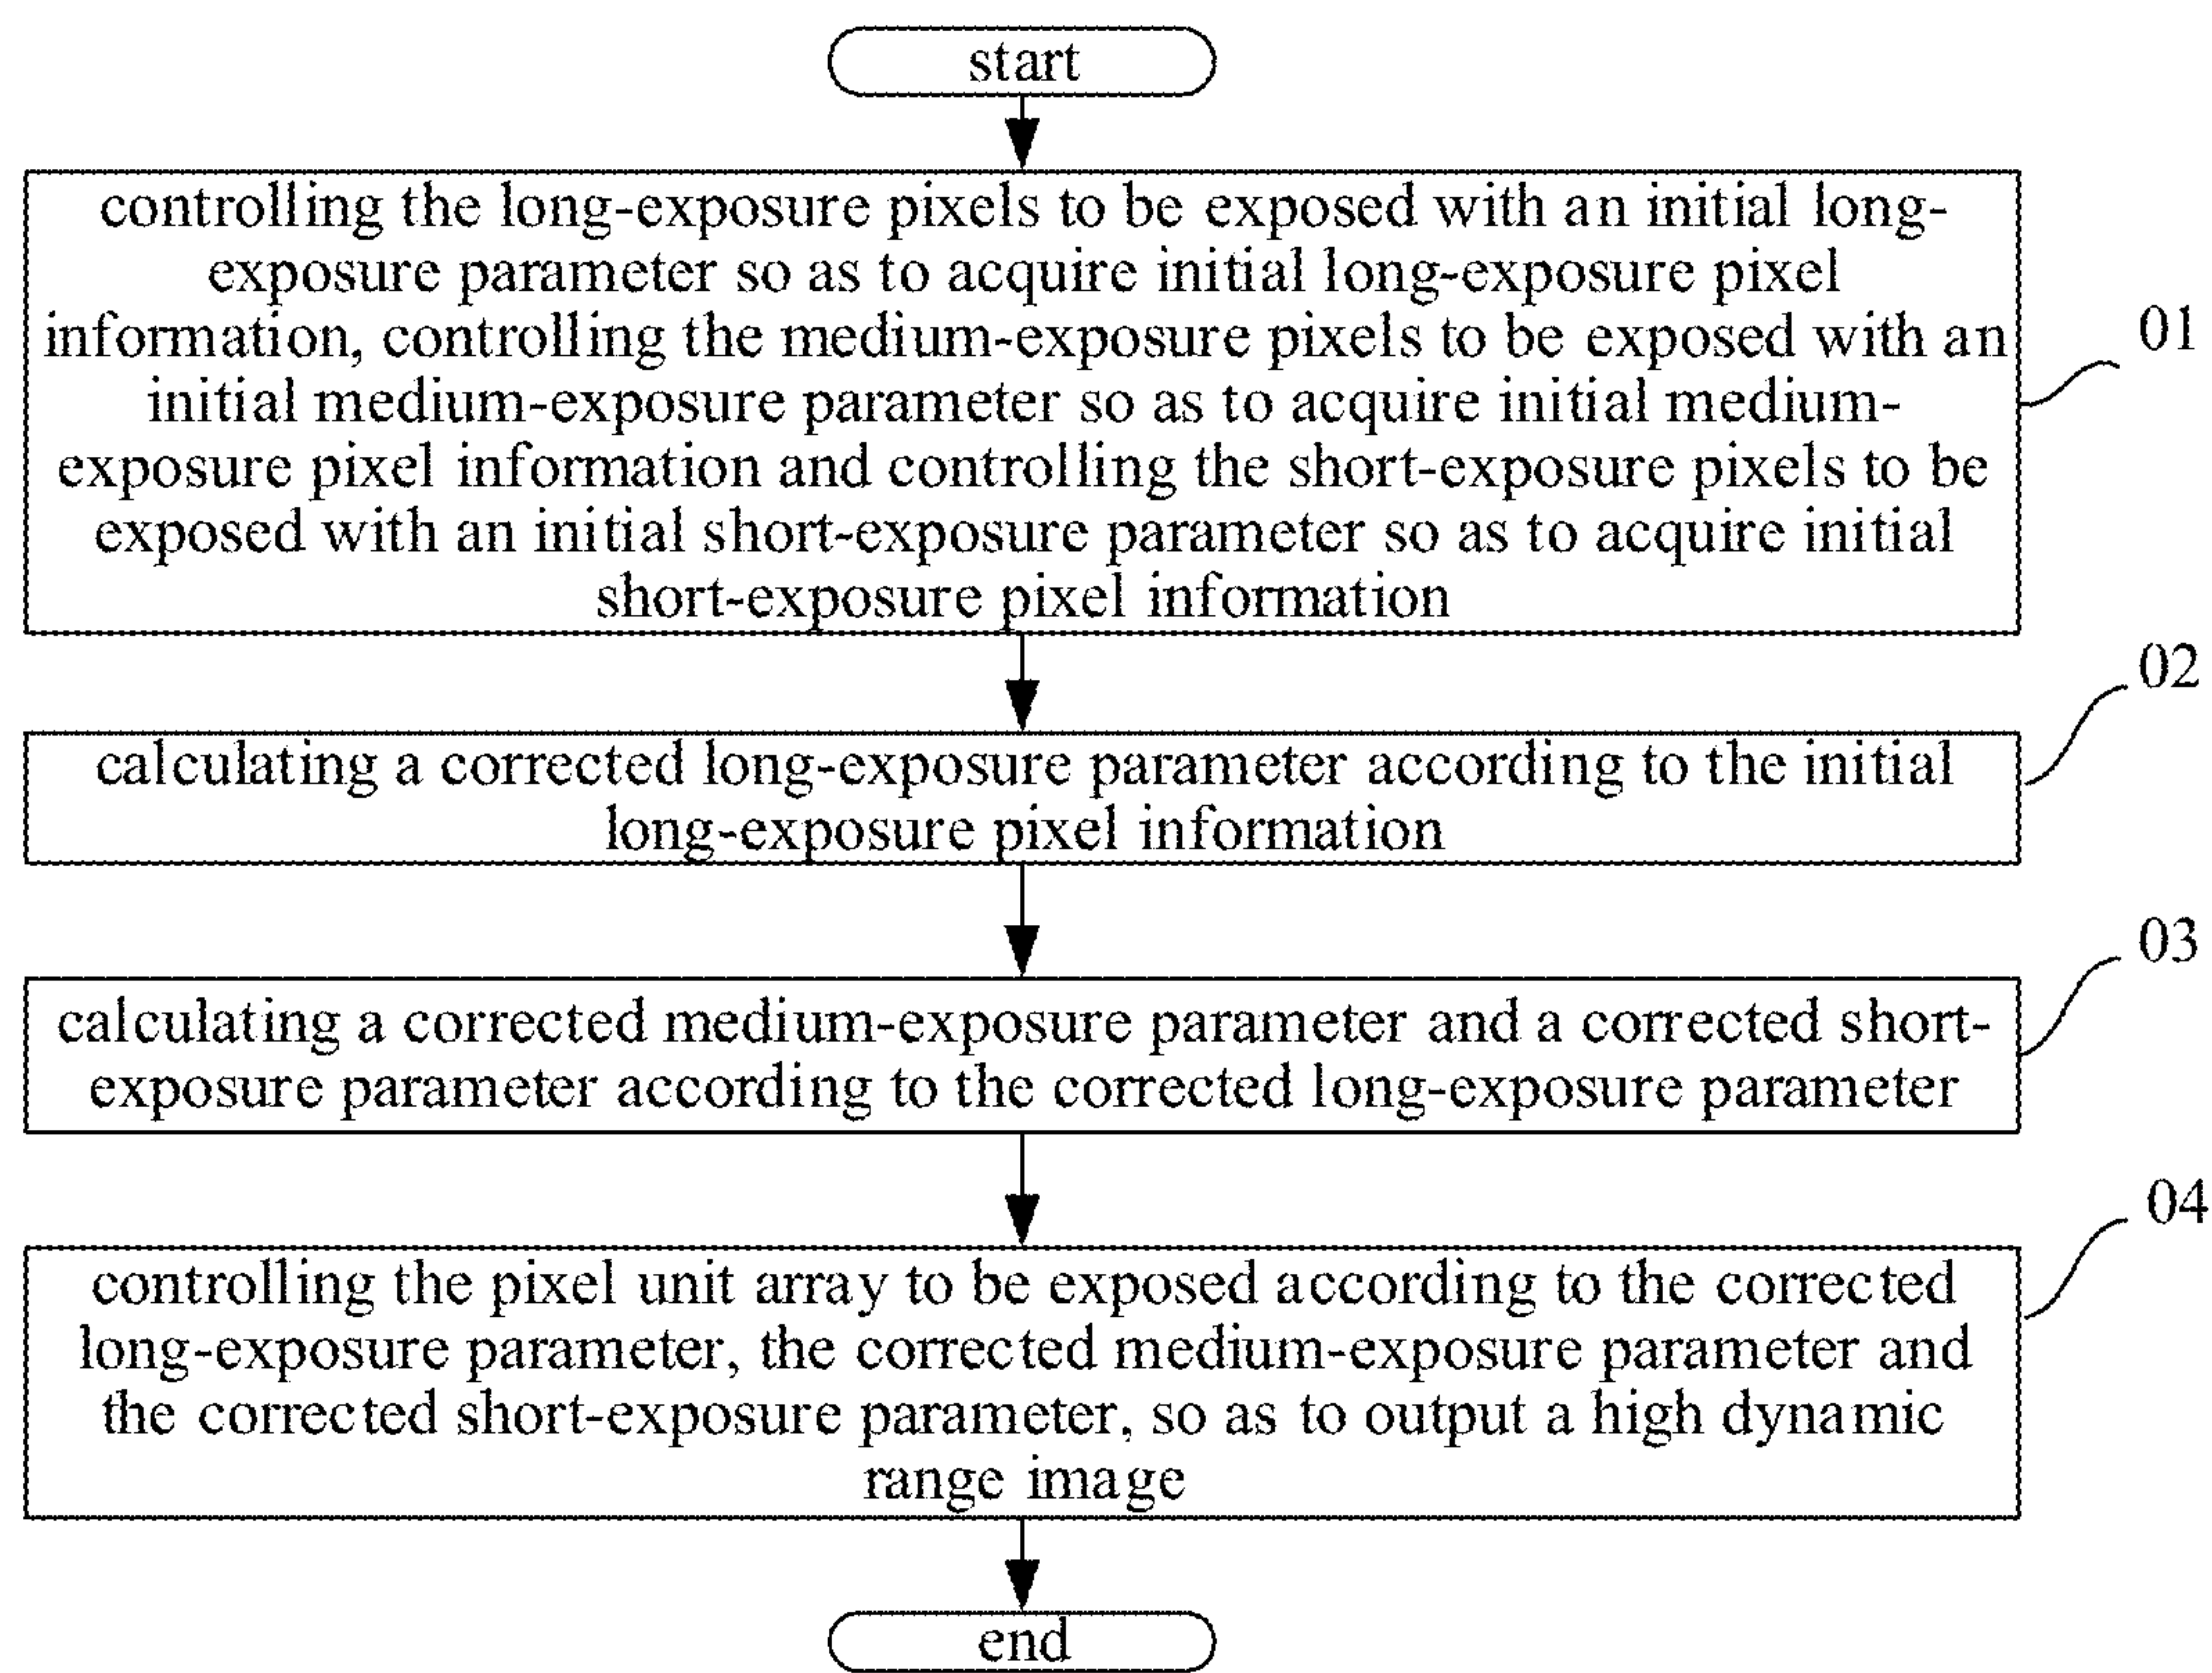 start
controlling the long-exposure pixels to be exposed with an initial long-
exposure parameter so as to acquire initial long-exposure pixel
information, controlling the medium-exposure pixels to be exposed with an
initial medium-exposure parameter so as to acquire initial medium-
exposure pixel information and controlling the short-exposure pixels to be
exposed with an initial short-exposure parameter so as to acquire initial
short-exposure pixel information
01
calculating a corrected long-exposure parameter according to the initial
long-exposure pixel information
02
calculating a corrected medium-exposure parameter and a corrected short-
exposure parameter according to the corrected long-exposure parameter
03
controlling the pixel unit array to be exposed according to the corrected
long-exposure parameter, the corrected medium-exposure parameter and
the corrected short-exposure parameter, so as to output a high dynamic
range image
04
end